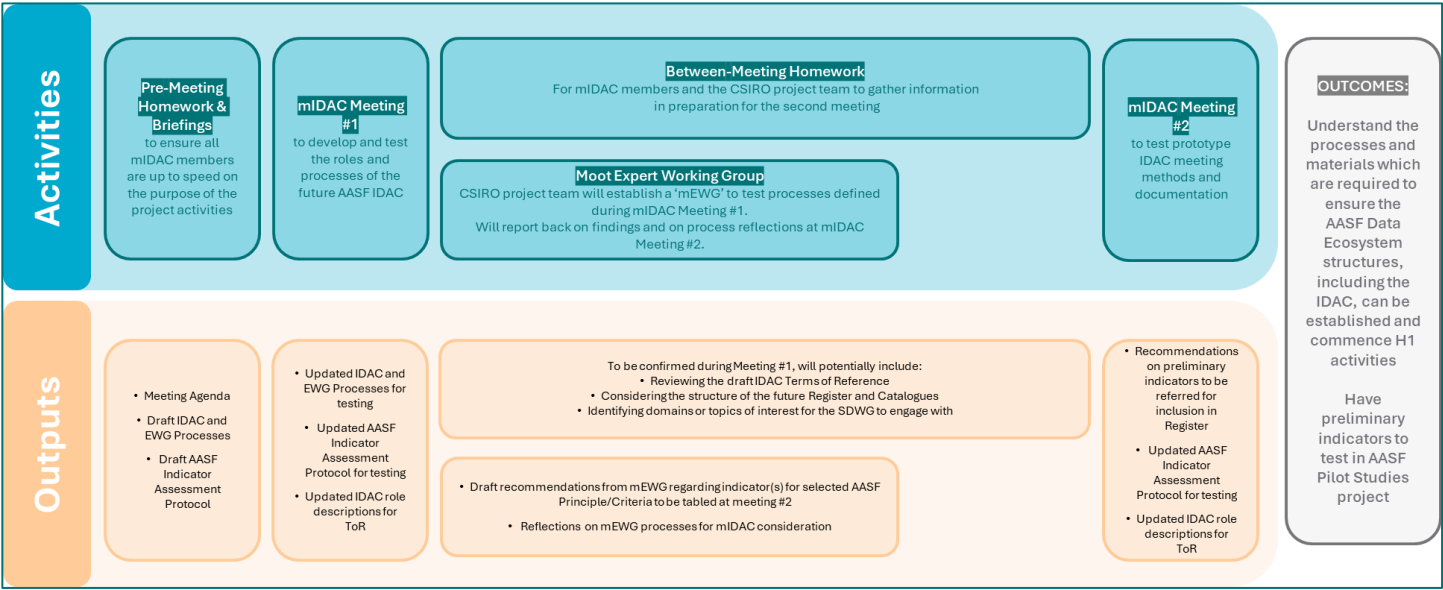 Activities
Pre-Meeting
Homework &
Briefings
to ensure all
mIDAC members
are up to speed on
the purpose of the
project activities
mIDAC Meeting
#1
to develop and test
the roles and
processes of the
future AASF IDAC
Between-Meeting Homework
For mIDAC members and the CSIRO project team to gather information
in preparation for the second meeting
Moot Expert Working Group
CSIRO project team will establish a ‘mEWG’ to test processes defined
during mIDAC Meeting #1.
Will report back on findings and on process reflections at mIDAC
Meeting #2.
mIDAC Meeting
#2
to test prototype
IDAC meeting
methods and
documentation
Outputs
• Meeting Agenda
• Draft IDAC and
EWG Processes
• Draft AASF
Indicator
Assessment
Protocol
• Updated IDAC and
EWG Processes for
testing
• Updated AASF
Indicator
Assessment
Protocol for testing
• Updated IDAC role
descriptions for
ToR
To be confirmed during Meeting #1, will potentially include:
• Reviewing the draft IDAC Terms of Reference
• Considering the structure of the future Register and Catalogues
• Identifying domains or topics of interest for the SDWG to engage with
• Draft recommendations from mEWG regarding indicator(s) for selected AASF
Principle/Criteria to be tabled at meeting #2
• Reflections on mEWG processes for mIDAC consideration
• Recommendations
on preliminary
indicators to be
referred for
inclusion in
Register
• Updated AASF
Indicator
Assessment
Protocol for testing
• Updated IDAC role
descriptions for
ToR
OUTCOMES:
Understand the
processes and
materials which
are required to
ensure the
AASF Data
Ecosystem
structures,
including the
IDAC, can be
established and
commence H1
activities
Have
preliminary
indicators to
test in AASF
Pilot Studies
project